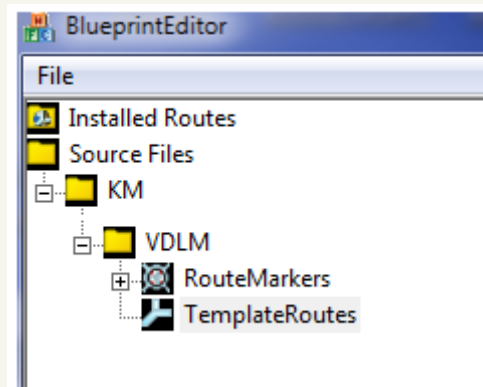 BlueprintEditor
File
Installed Routes
Source Files
KM
VDLM
RouteMarkers
TemplateRoutes